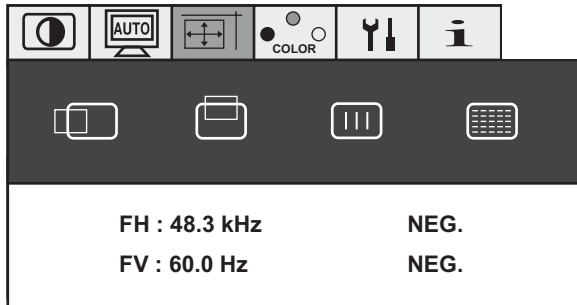 AUTO
COLOR
i
FH : 48.3 kHz NEG.
FV : 60.0 Hz NEG.